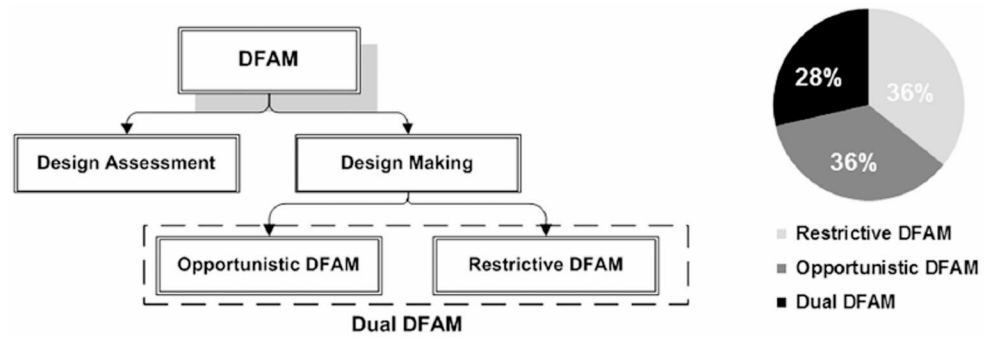 DFAM
Design Assessment
Design Making
Opportunistic DFAM
Restrictive DFAM
Dual DFAM
28%
36%
36%
Restrictive DFAM
Opportunistic DFAM
Dual DFAM